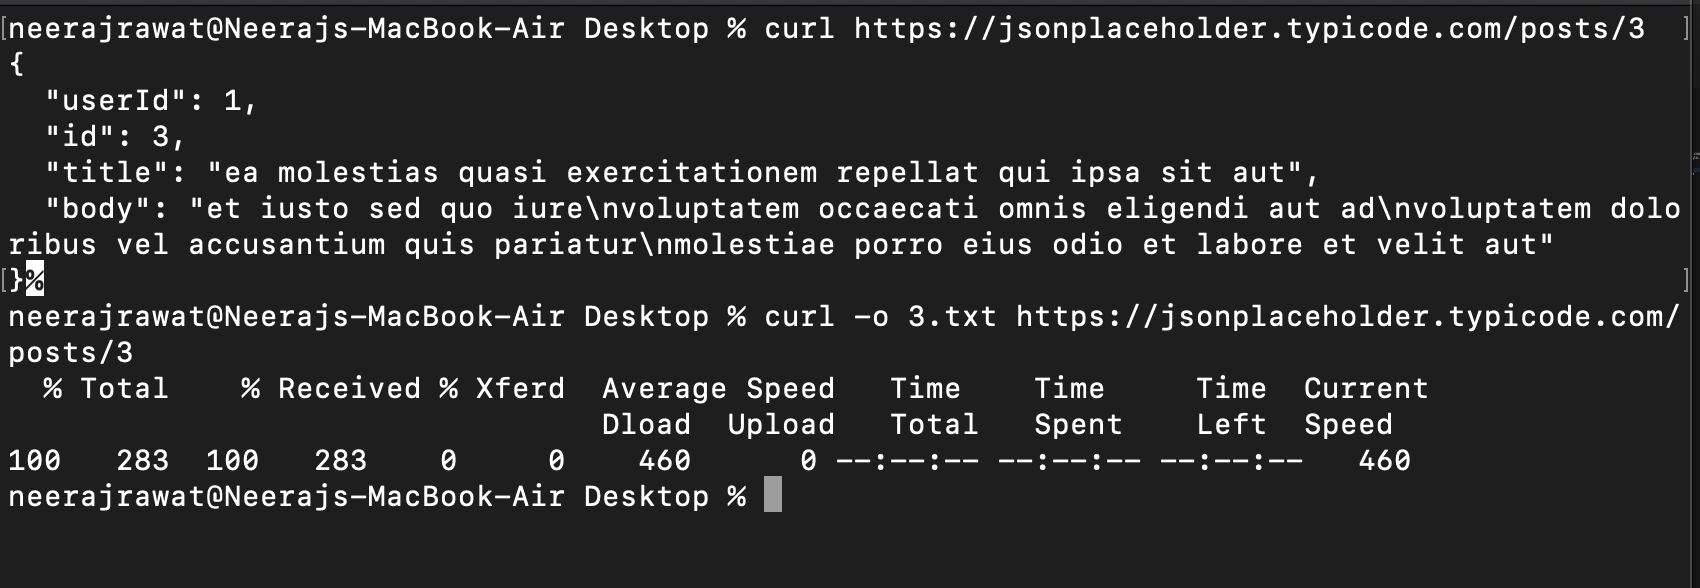 [neerajrawat@Neerajs-MacBook-Air Desktop % curl https://jsonplaceholder.typicode.com/posts/3 ]
{
  "userId": 1,
  "id": 3,
  "title": "ea molestias quasi exercitationem repellat qui ipsa sit aut",
  "body": "et iusto sed quo iure\nvoluptatem occaecati omnis eligendi aut ad\nvoluptatem dolo
ribus vel accusantium quis pariatur\nmolestiae porro eius odio et labore et velit aut"
[}% ]
neerajrawat@Neerajs-MacBook-Air Desktop % curl -o 3.txt https://jsonplaceholder.typicode.com/
posts/3
  % Total    % Received % Xferd  Average Speed   Time    Time     Time  Current
                                 Dload  Upload   Total   Spent    Left  Speed
100   283  100   283    0     0    460      0 --:--:-- --:--:-- --:--:--   460
neerajrawat@Neerajs-MacBook-Air Desktop %